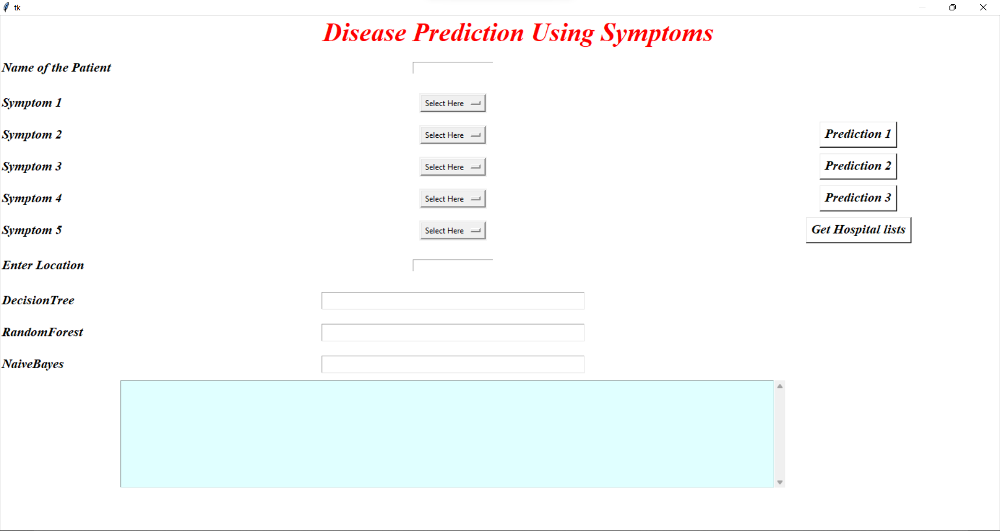 tk
Disease Prediction Using Symptoms
Name of the Patient
Symptom 1 Select Here
Symptom 2 Select Here Prediction 1
Symptom 3 Select Here Prediction 2
Symptom 4 Select Here Prediction 3
Symptom 5 Select Here Get Hospital lists
Enter Location
DecisionTree
RandomForest
NaiveBayes